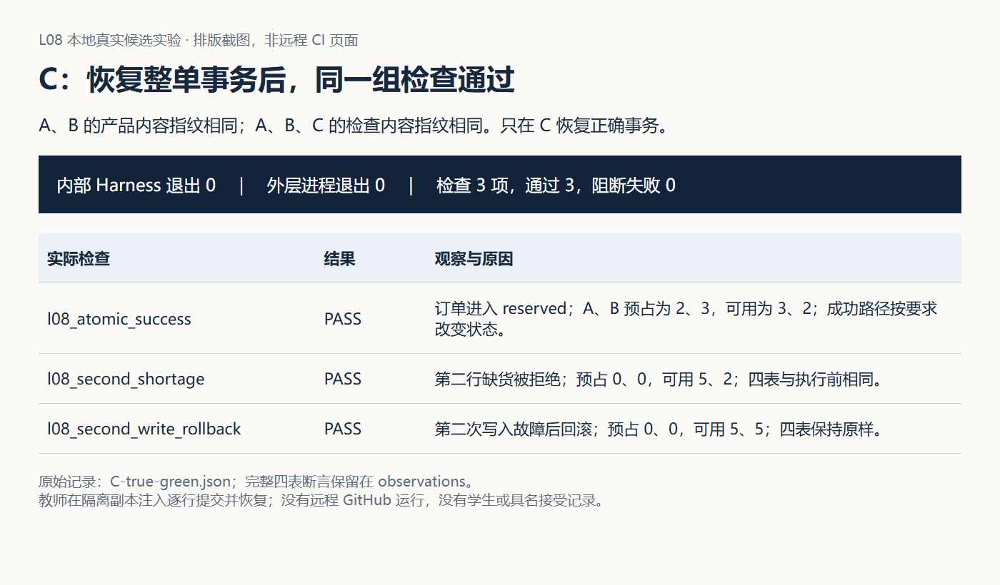 L08 本地真实候选实验 · 排版截图，非远程 CI 页面
C：恢复整单事务后，同一组检查通过
A、B 的产品内容指纹相同；A、B、C 的检查内容指纹相同。只在 C 恢复正确事务。
内部 Harness 退出 0 | 外层进程退出 0 | 检查 3 项，通过 3，阻断失败 0
实际检查 结果 观察与原因
l08_atomic_success PASS 订单进入 reserved；A、B 预占为 2、3，可用为 3、2；成功路径按要求
改变状态。
l08_second_shortage PASS 第二行缺货被拒绝；预占 0、0，可用 5、2；四表与执行前相同。
l08_second_write_rollback PASS 第二次写入故障后回滚；预占 0、0，可用 5、5；四表保持原样。
原始记录：C-true-green.json；完整四表断言保留在 observations。
教师在隔离副本注入逐行提交并恢复；没有远程 GitHub 运行，没有学生或具名接受记录。